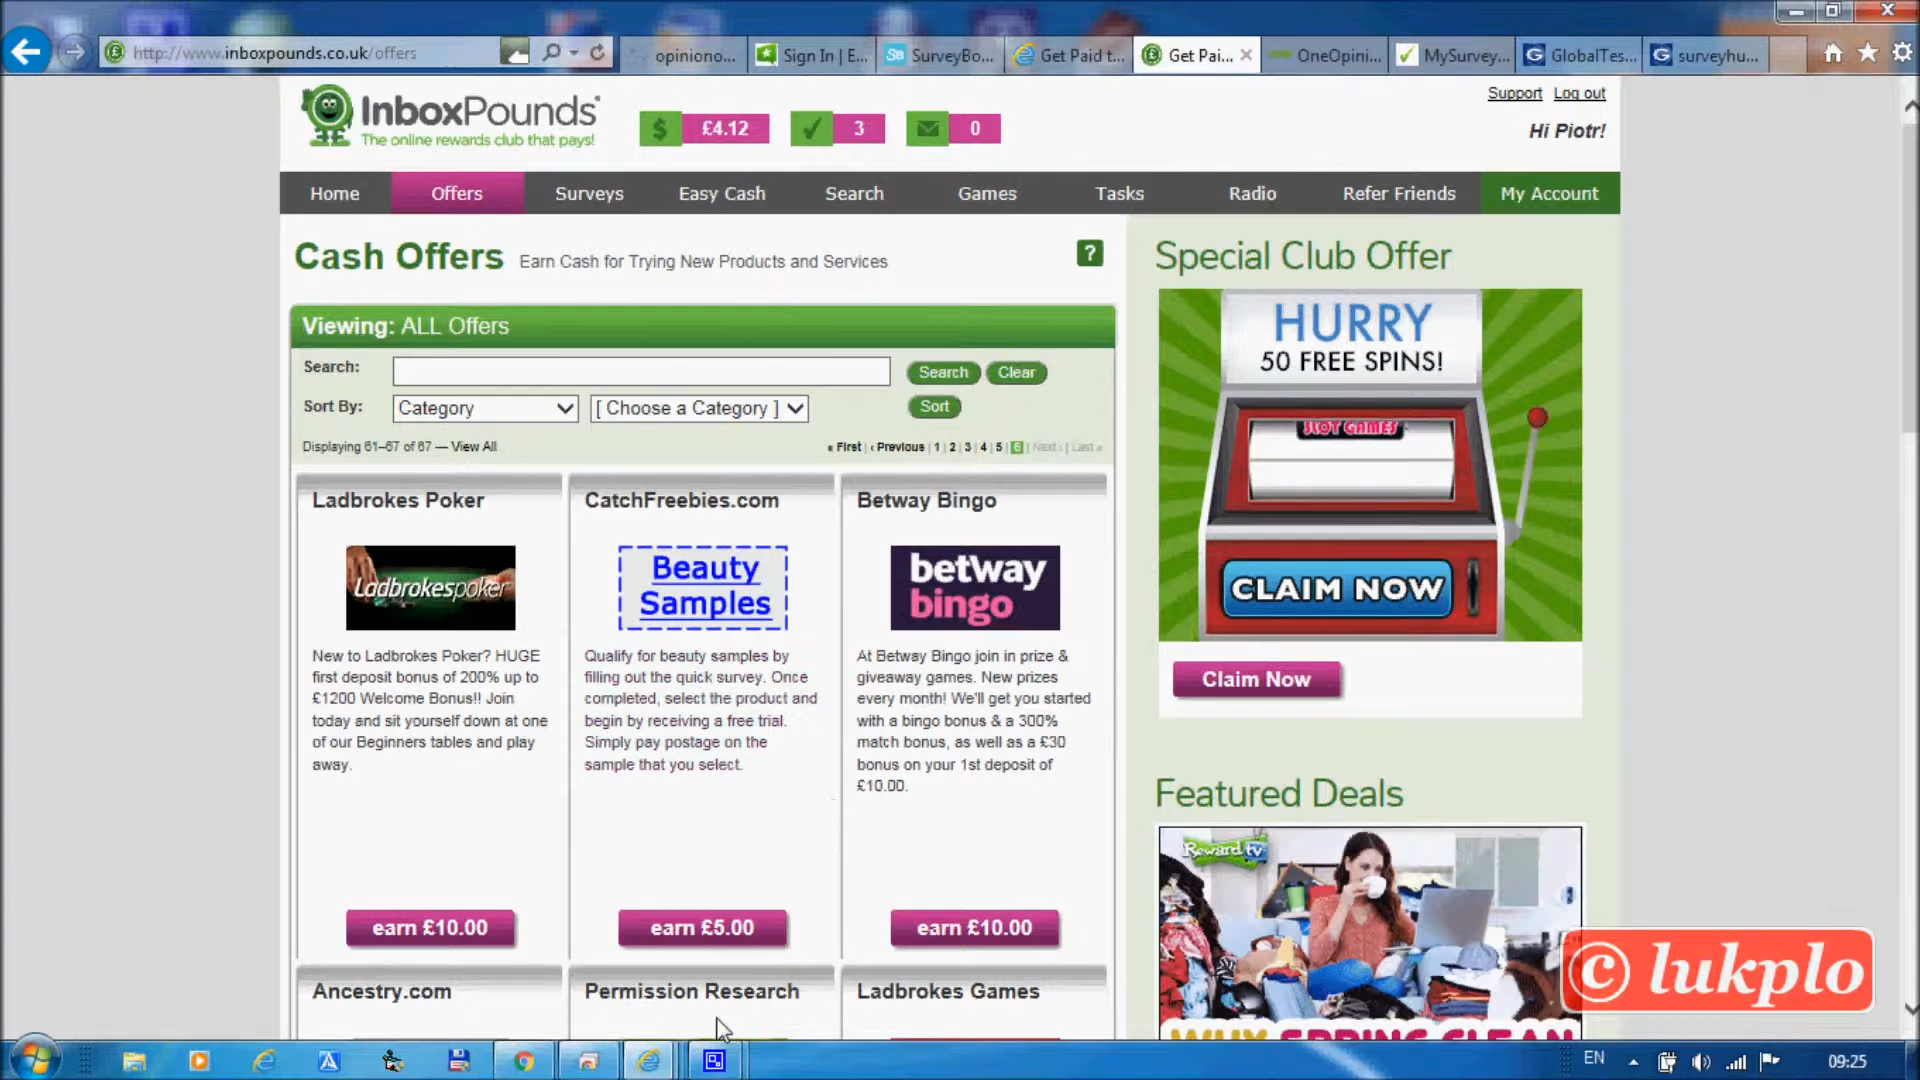 http://www.inboxpounds.co.uk/offers
opiniono...
Sign In | E...
SurveyBo...
Get Paid t...
Get Pai...
OneOpini...
MySurvey...
GlobalTes...
surveyhu...
InboxPounds
The online rewards club that pays!
£4.12
3
0
Support Log out
Hi Piotr!
Home Offers Surveys Easy Cash Search Games Tasks Radio Refer Friends My Account
Cash Offers Earn Cash for Trying New Products and Services
?
Viewing: ALL Offers
Search: Search Clear
Sort By: Category [ Choose a Category ] Sort
Displaying 61–67 of 67 — View All
« First | ‹ Previous | 1 | 2 | 3 | 4 | 5 | 6 | Next › | Last »
Ladbrokes Poker
Ladbrokespoker
New to Ladbrokes Poker? HUGE
first deposit bonus of 200% up to
£1200 Welcome Bonus!! Join
today and sit yourself down at one
of our Beginners tables and play
away.
earn £10.00
CatchFreebies.com
Beauty
Samples
Qualify for beauty samples by
filling out the quick survey. Once
completed, select the product and
begin by receiving a free trial.
Simply pay postage on the
sample that you select.
earn £5.00
Betway Bingo
betway
bingo
At Betway Bingo join in prize &
giveaway games. New prizes
every month! We'll get you started
with a bingo bonus & a 300%
match bonus, as well as a £30
bonus on your 1st deposit of
£10.00.
earn £10.00
Ancestry.com
Permission Research
Ladbrokes Games
Special Club Offer
HURRY
50 FREE SPINS!
SLOT GAMES
CLAIM NOW
Claim Now
Featured Deals
Reward tv
WHY SPRING CLEAN
© lukplo
EN
09:25